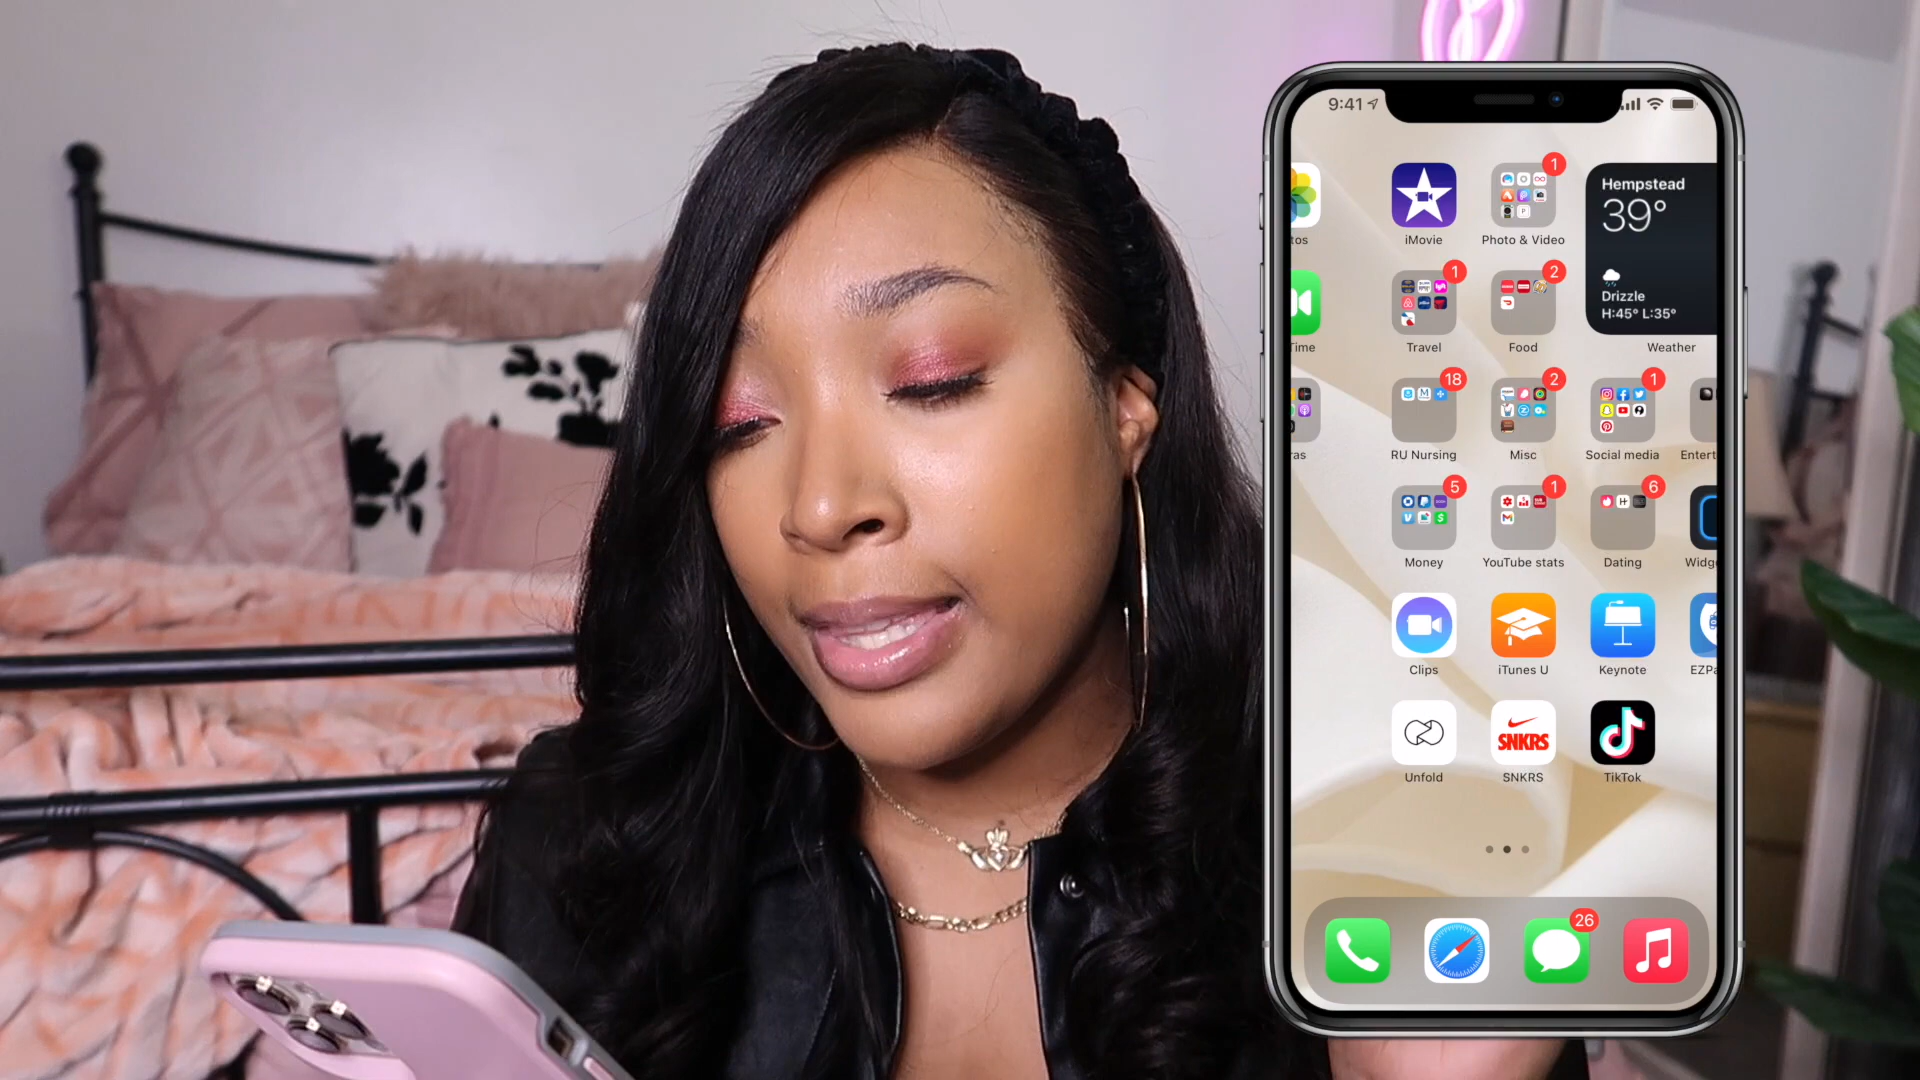 9:41
tos
iMovie
1
Photo & Video
Hempstead
39°
Drizzle
H:45° L:35°
Time
1
Travel
2
Food
Weather
ras
18
RU Nursing
2
Misc
1
Social media
Entert
5
Money
1
YouTube stats
6
Dating
Widg
Clips
iTunes U
Keynote
EZPa
Unfold
SNKRS
SNKRS
TikTok
26